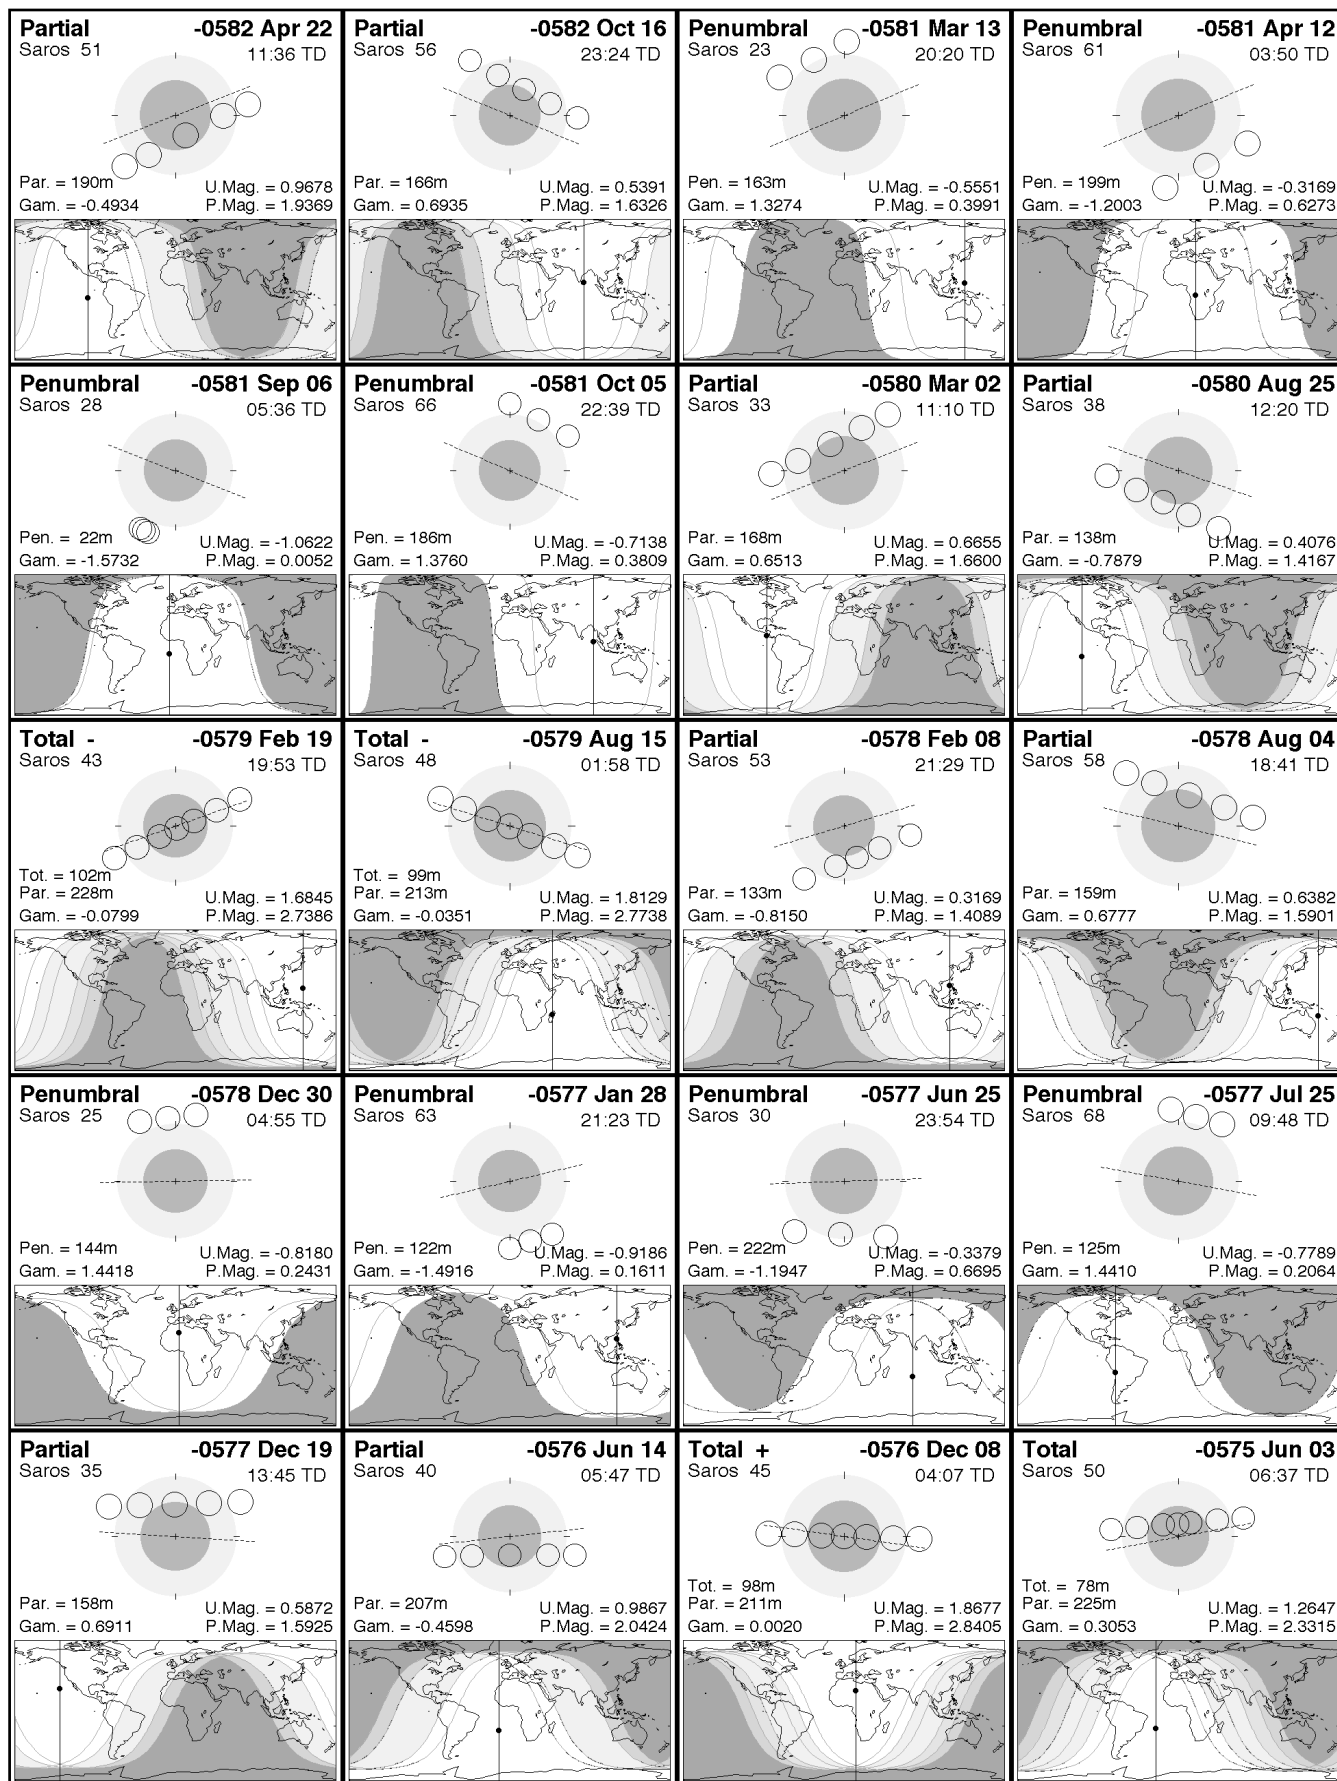 Partial -0582 Apr 22
Saros 51 11:36 TD
Par. = 190m U.Mag. = 0.9678
Gam. = -0.4934 P.Mag. = 1.9369
Partial -0582 Oct 16
Saros 56 23:24 TD
Par. = 166m U.Mag. = 0.5391
Gam. = 0.6935 P.Mag. = 1.6326
Penumbral -0581 Mar 13
Saros 23 20:20 TD
Pen. = 163m U.Mag. = -0.5551
Gam. = 1.3274 P.Mag. = 0.3991
Penumbral -0581 Apr 12
Saros 61 03:50 TD
Pen. = 199m U.Mag. = -0.3169
Gam. = -1.2003 P.Mag. = 0.6273
Penumbral -0581 Sep 06
Saros 28 05:36 TD
Pen. = 22m U.Mag. = -1.0622
Gam. = -1.5732 P.Mag. = 0.0052
Penumbral -0581 Oct 05
Saros 66 22:39 TD
Pen. = 186m U.Mag. = -0.7138
Gam. = 1.3760 P.Mag. = 0.3809
Partial -0580 Mar 02
Saros 33 11:10 TD
Par. = 168m U.Mag. = 0.6655
Gam. = 0.6513 P.Mag. = 1.6600
Partial -0580 Aug 25
Saros 38 12:20 TD
Par. = 138m U.Mag. = 0.4076
Gam. = -0.7879 P.Mag. = 1.4167
Total - -0579 Feb 19
Saros 43 19:53 TD
Tot. = 102m
Par. = 228m U.Mag. = 1.6845
Gam. = -0.0799 P.Mag. = 2.7386
Total - -0579 Aug 15
Saros 48 01:58 TD
Tot. = 99m
Par. = 213m U.Mag. = 1.8129
Gam. = -0.0351 P.Mag. = 2.7738
Partial -0578 Feb 08
Saros 53 21:29 TD
Par. = 133m U.Mag. = 0.3169
Gam. = -0.8150 P.Mag. = 1.4089
Partial -0578 Aug 04
Saros 58 18:41 TD
Par. = 159m U.Mag. = 0.6382
Gam. = 0.6777 P.Mag. = 1.5901
Penumbral -0578 Dec 30
Saros 25 04:55 TD
Pen. = 144m U.Mag. = -0.8180
Gam. = 1.4418 P.Mag. = 0.2431
Penumbral -0577 Jan 28
Saros 63 21:23 TD
Pen. = 122m U.Mag. = -0.9186
Gam. = -1.4916 P.Mag. = 0.1611
Penumbral -0577 Jun 25
Saros 30 23:54 TD
Pen. = 222m U.Mag. = -0.3379
Gam. = -1.1947 P.Mag. = 0.6695
Penumbral -0577 Jul 25
Saros 68 09:48 TD
Pen. = 125m U.Mag. = -0.7789
Gam. = 1.4410 P.Mag. = 0.2064
Partial -0577 Dec 19
Saros 35 13:45 TD
Par. = 158m U.Mag. = 0.5872
Gam. = 0.6911 P.Mag. = 1.5925
Partial -0576 Jun 14
Saros 40 05:47 TD
Par. = 207m U.Mag. = 0.9867
Gam. = -0.4598 P.Mag. = 2.0424
Total + -0576 Dec 08
Saros 45 04:07 TD
Tot. = 98m
Par. = 211m U.Mag. = 1.8677
Gam. = 0.0020 P.Mag. = 2.8405
Total -0575 Jun 03
Saros 50 06:37 TD
Tot. = 78m
Par. = 225m U.Mag. = 1.2647
Gam. = 0.3053 P.Mag. = 2.3315